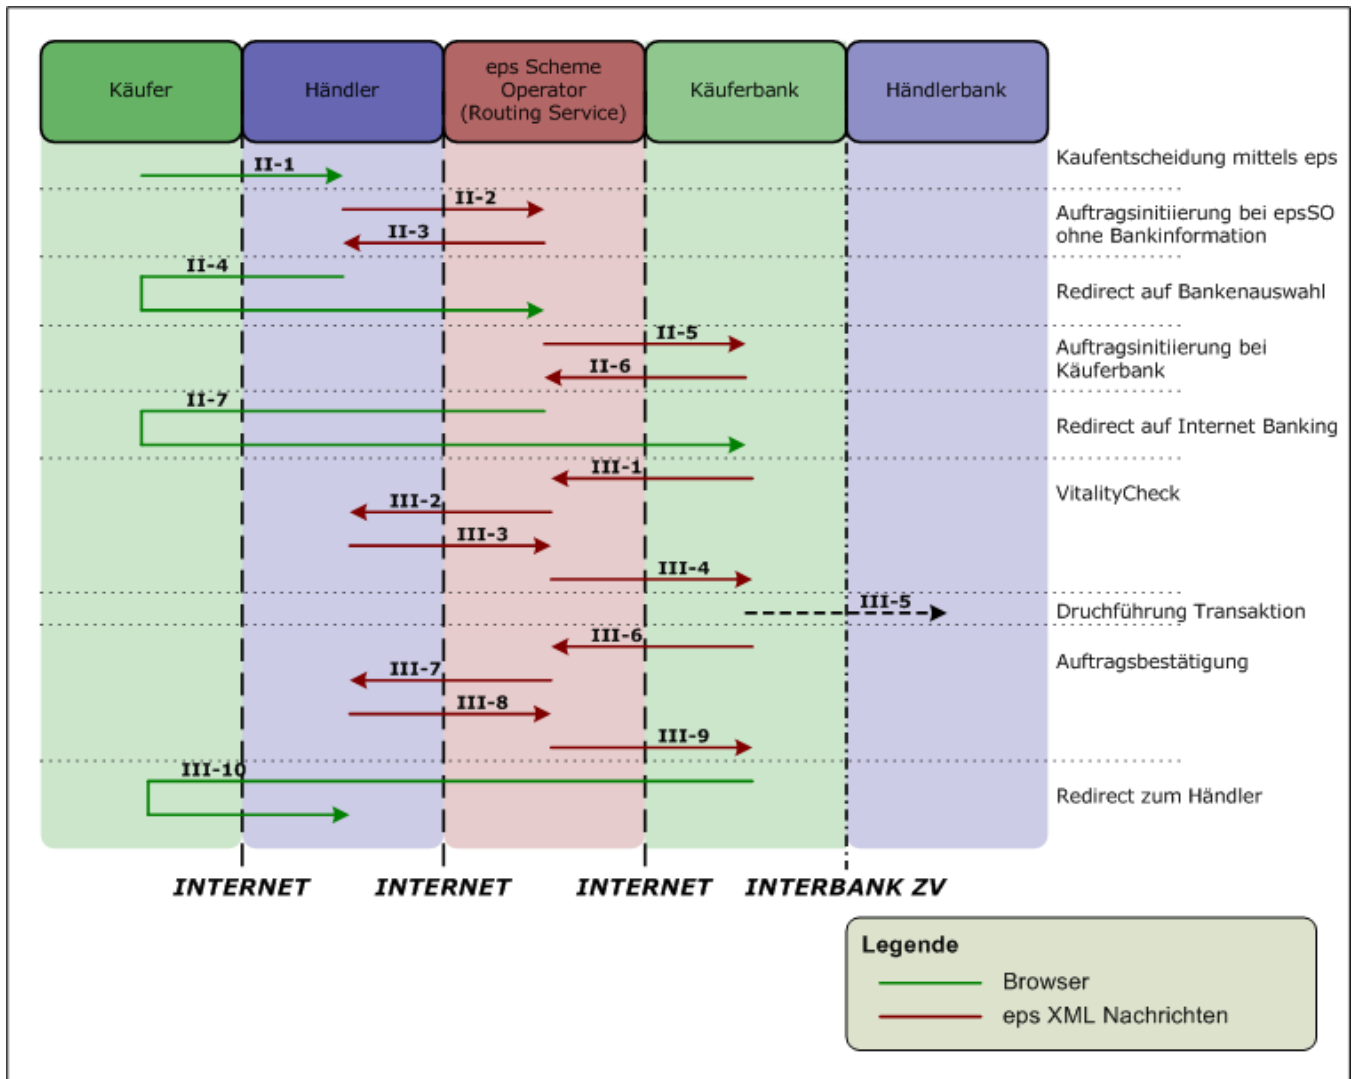 Käufer
Händler
eps Scheme
Operator
(Routing Service)
Käuferbank
Händlerbank
II-1
Kaufentscheidung mittels eps
II-2
II-3
Auftragsinitiierung bei epsSO
ohne Bankinformation
II-4
Redirect auf Bankenauswahl
II-5
II-6
Auftragsinitiierung bei
Käuferbank
II-7
Redirect auf Internet Banking
III-1
VitalityCheck
III-2
III-3
III-4
III-5
Druchführung Transaktion
III-6
Auftragsbestätigung
III-7
III-8
III-9
III-10
Redirect zum Händler
INTERNET
INTERNET
INTERNET
INTERBANK ZV
Legende
Browser
eps XML Nachrichten